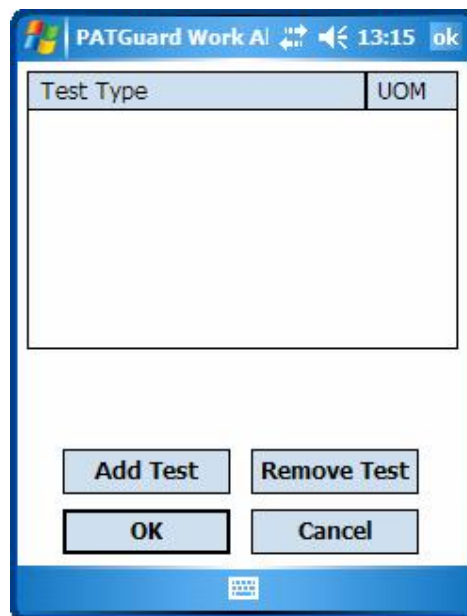 PATGuard Work Al 13:15 ok
Test Type UOM
Add Test Remove Test
OK Cancel